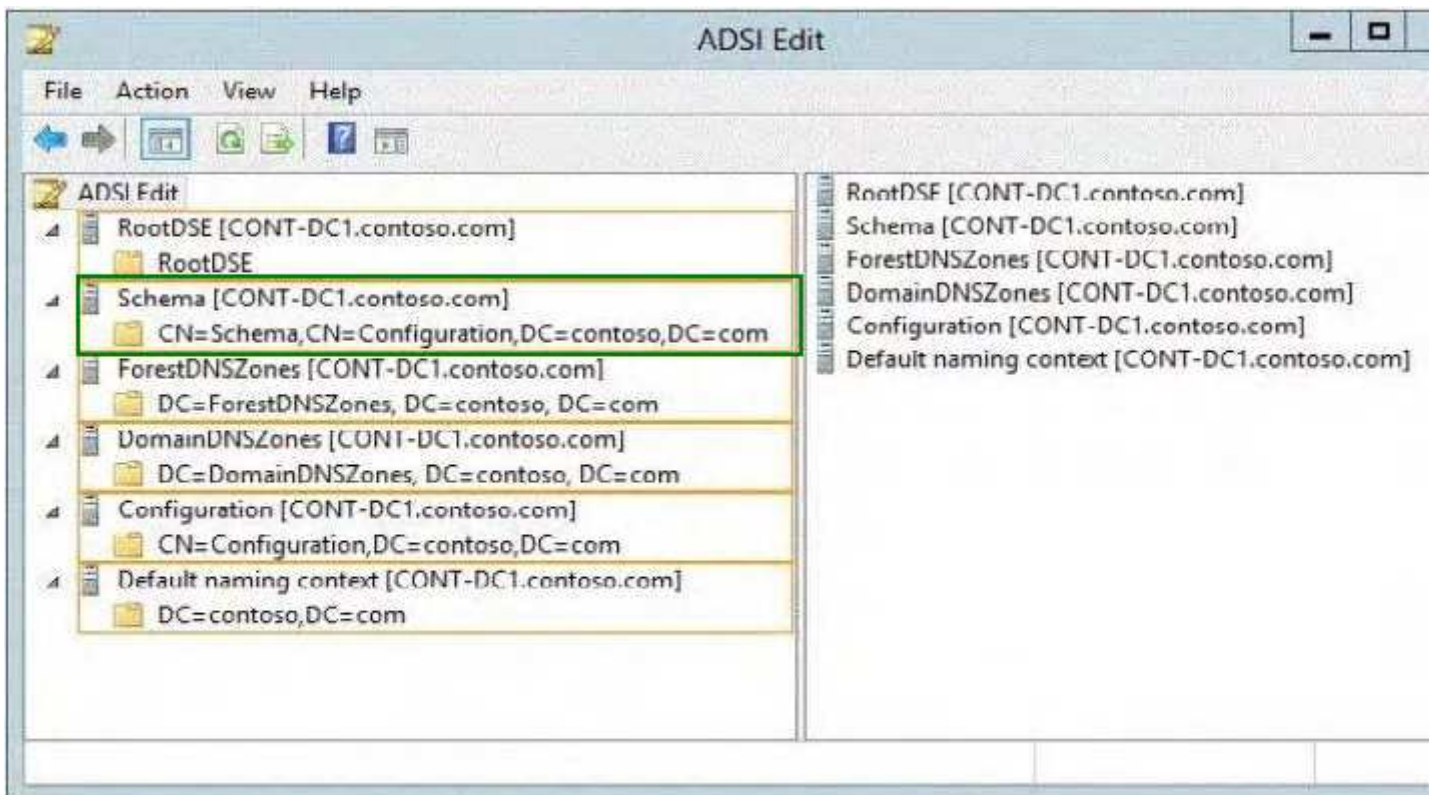 ADSI Edit
File Action View Help
ADSI Edit
RootDSE [CONT-DC1.contoso.com]
RootDSE
Schema [CONT-DC1.contoso.com]
CN=Schema,CN=Configuration,DC=contoso,DC=com
ForestDNSZones [CONT-DC1.contoso.com]
DC=ForestDNSZones, DC=contoso, DC=com
DomainDNSZones [CONT-DC1.contoso.com]
DC=DomainDNSZones, DC=contoso, DC=com
Configuration [CONT-DC1.contoso.com]
CN=Configuration,DC=contoso,DC=com
Default naming context [CONT-DC1.contoso.com]
DC=contoso,DC=com
RootDSE [CONT-DC1.contoso.com]
Schema [CONT-DC1.contoso.com]
ForestDNSZones [CONT-DC1.contoso.com]
DomainDNSZones [CONT-DC1.contoso.com]
Configuration [CONT-DC1.contoso.com]
Default naming context [CONT-DC1.contoso.com]